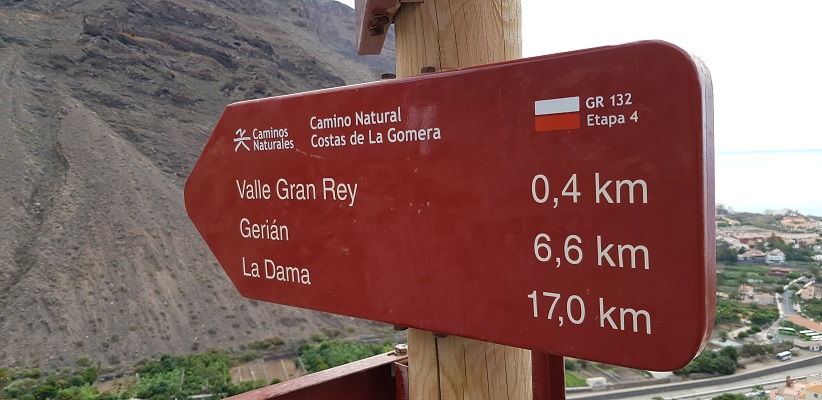 Caminos
Naturales
Camino Natural
Costas de La Gomera
GR 132
Etapa 4
Valle Gran Rey 0,4 km
Gerián 6,6 km
La Dama 17,0 km